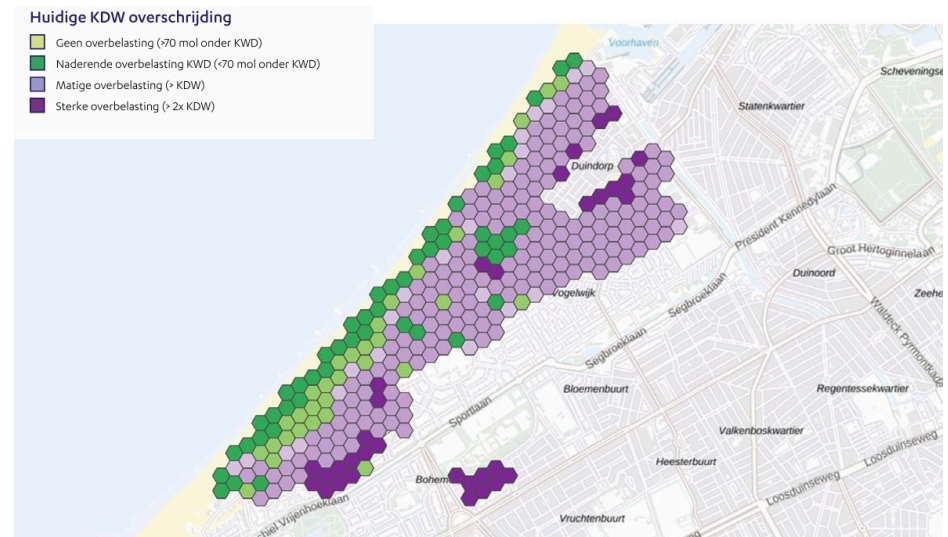 Huidige KDW overschrijding
Geen overbelasting (>70 mol onder KWD)
Naderende overbelasting KWD (<70 mol onder KWD)
Matige overbelasting (> KDW)
Sterke overbelasting (> 2x KDW)
Voorhaven
Scheveningse
Statenkwartier
Duindorp
President Kennedylaan
Groot Hertoginnelaan
Duinoord
Vogelwijk
Zeehe
Segbroeklaan
Waldeck Pyrmontkade
Segbroeklaan
Bloemenbuurt
Regentessekwartier
Sportlaan
Valkenboskwartier
Loosduinseweg
Heesterbuurt
Bohem
Loosduinseweg
chiel Vrijenhoeklaan
Vruchtenbuurt